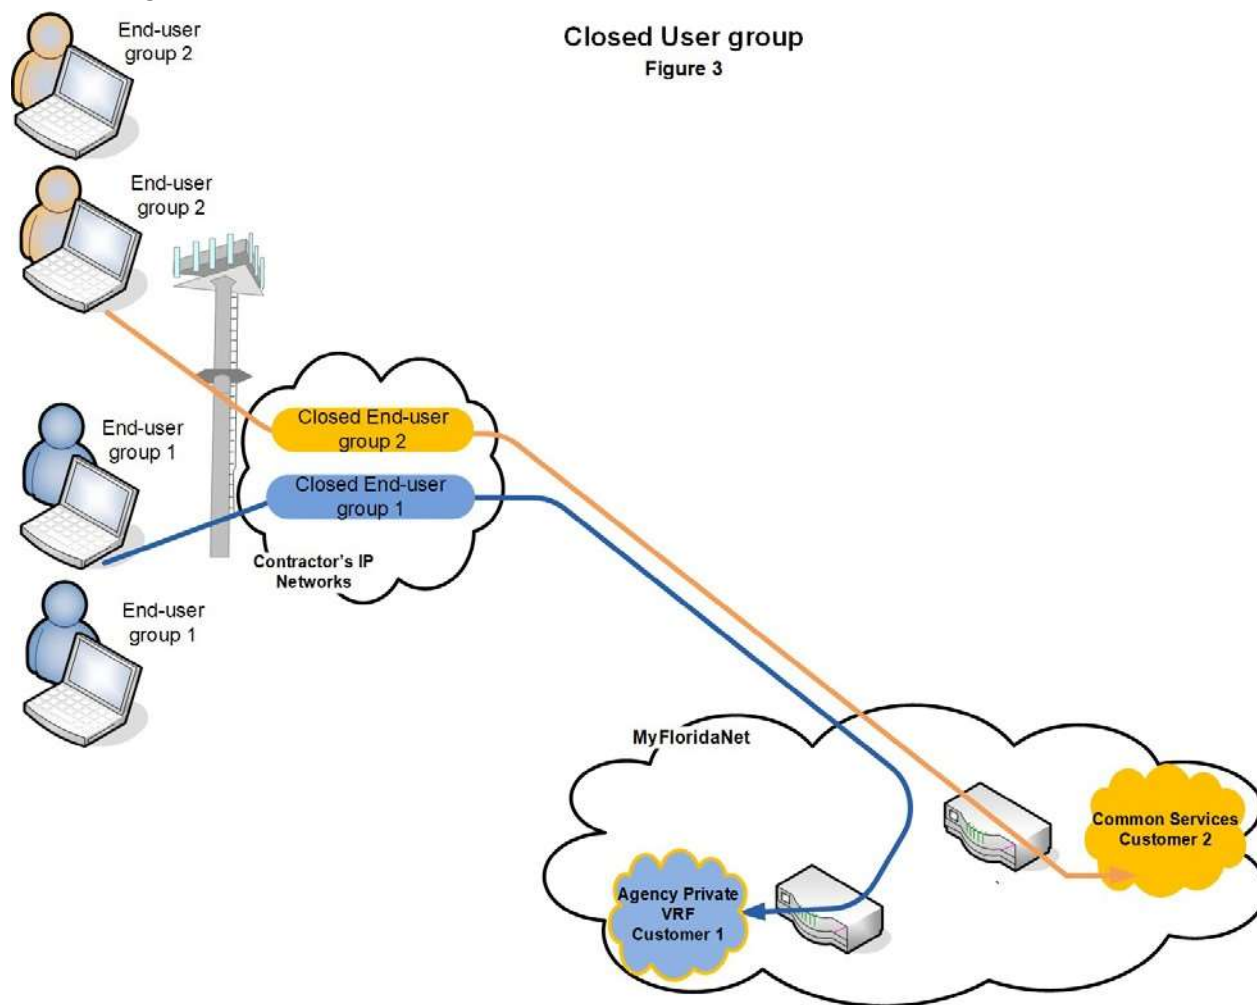 Closed User group
Figure 3
End-user
group 2
End-user
group 2
End-user
group 1
End-user
group 1
Closed End-user
group 2
Closed End-user
group 1
Contractor's IP
Networks
MyFloridaNet
Common Services
Customer 2
Agency Private
VRF
Customer 1